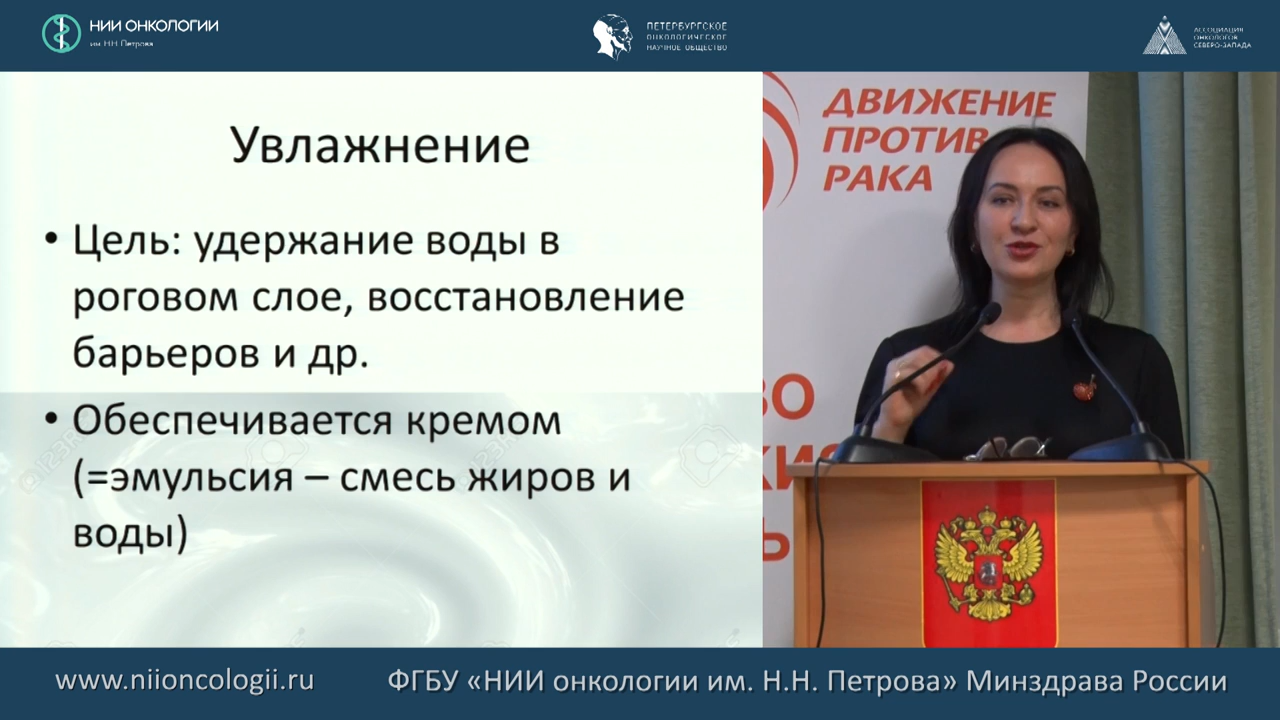 НИИ ОНКОЛОГИИ
им. Н.Н. Петрова
ПЕТЕРБУРГСКОЕ
ОНКОЛОГИЧЕСКОЕ
НАУЧНОЕ ОБЩЕСТВО
АССОЦИАЦИЯ
ОНКОЛОГОВ
СЕВЕРО-ЗАПАДА
Увлажнение
• Цель: удержание воды в
роговом слое, восстановление
барьеров и др.
• Обеспечивается кремом
(=эмульсия – смесь жиров и
воды)
ДВИЖЕНИЕ
ПРОТИВ
РАКА
www.niioncologii.ru
ФГБУ «НИИ онкологии им. Н.Н. Петрова» Минздрава России